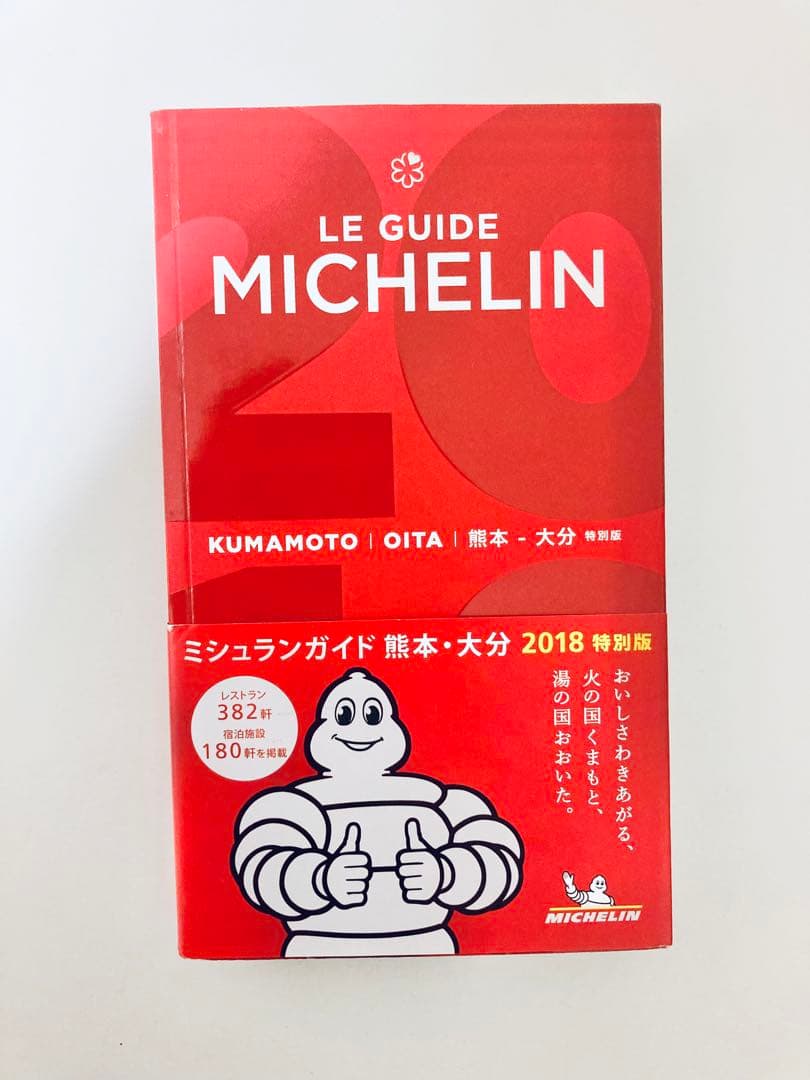 LE GUIDE
MICHELIN
KUMAMOTO | OITA | 熊本 - 大分 特別版
ミシュランガイド 熊本・大分 2018 特別版
レストラン
382軒
宿泊施設
180軒を掲載
おいしさわきあがる、
火の国くまもと、
湯の国おおいた。
MICHELIN